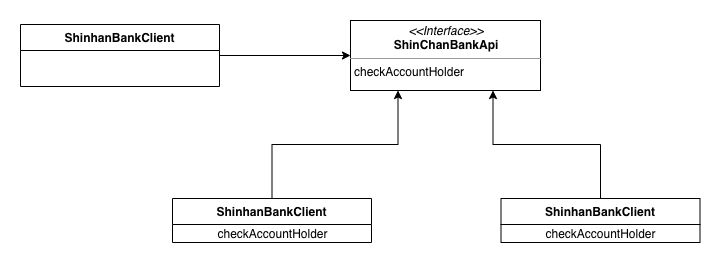 ShinhanBankClient
<<Interface>>
ShinChanBankApi
checkAccountHolder
ShinhanBankClient
checkAccountHolder
ShinhanBankClient
checkAccountHolder